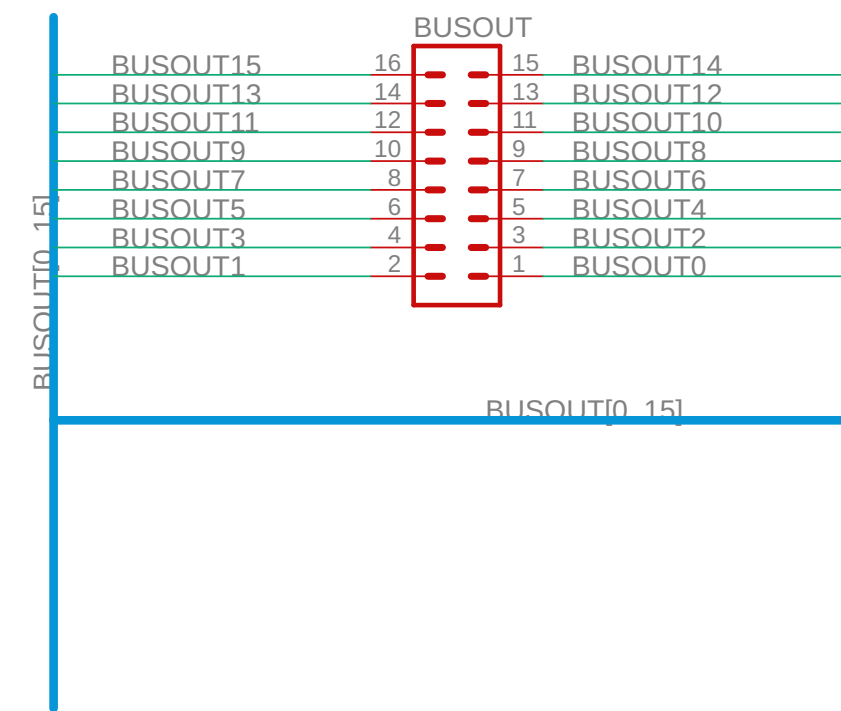 BUSOUT
BUSOUT15 16 15 BUSOUT14
BUSOUT13 14 13 BUSOUT12
BUSOUT11 12 11 BUSOUT10
BUSOUT9 10 9 BUSOUT8
BUSOUT7 8 7 BUSOUT6
BUSOUT5 6 5 BUSOUT4
BUSOUT3 4 3 BUSOUT2
BUSOUT1 2 1 BUSOUT0
BUSOUT[0..15]
BUSOUT[0..15]